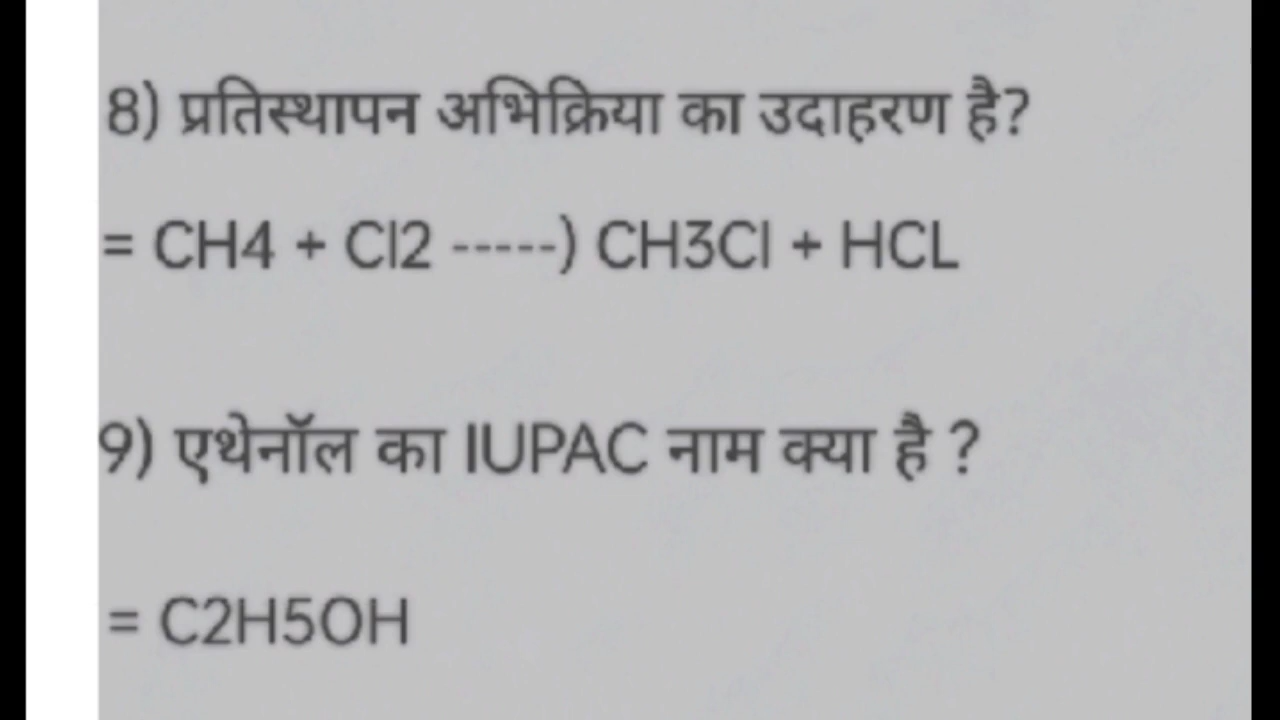 8) प्रतिस्थापन अभिक्रिया का उदाहरण है?
= CH4 + Cl2 -----) CH3Cl + HCL
9) एथेनॉल का IUPAC नाम क्या है ?
= C2H5OH